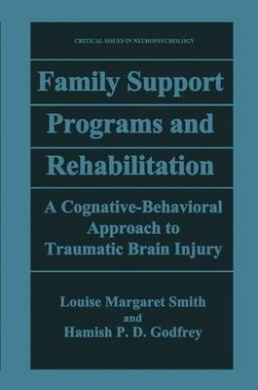 CRITICAL ISSUES IN NEUROPSYCHOLOGY
Family Support
Programs and
Rehabilitation
A Cognative-Behavioral
Approach to
Traumatic Brain Injury
Louise Margaret Smith
and
Hamish P. D. Godfrey